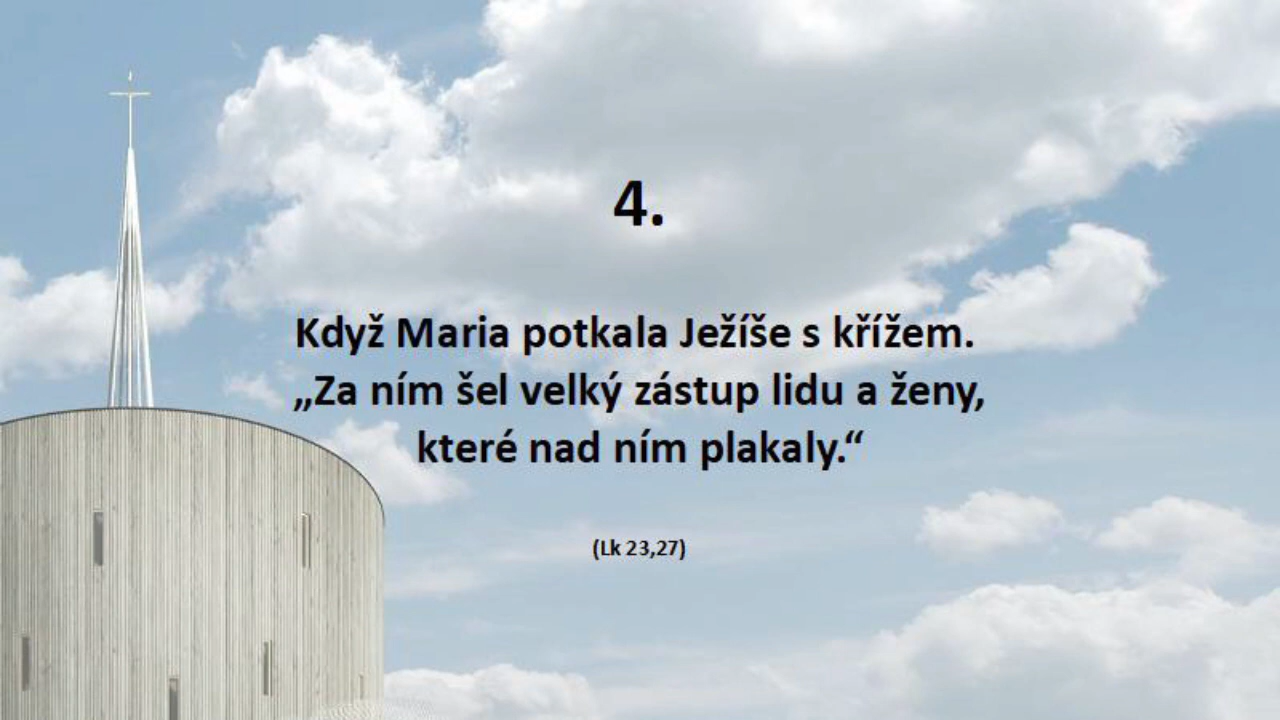 4.
Když Maria potkala Ježíše s křížem.
„Za ním šel velký zástup lidu a ženy,
které nad ním plakaly.“
(Lk 23,27)